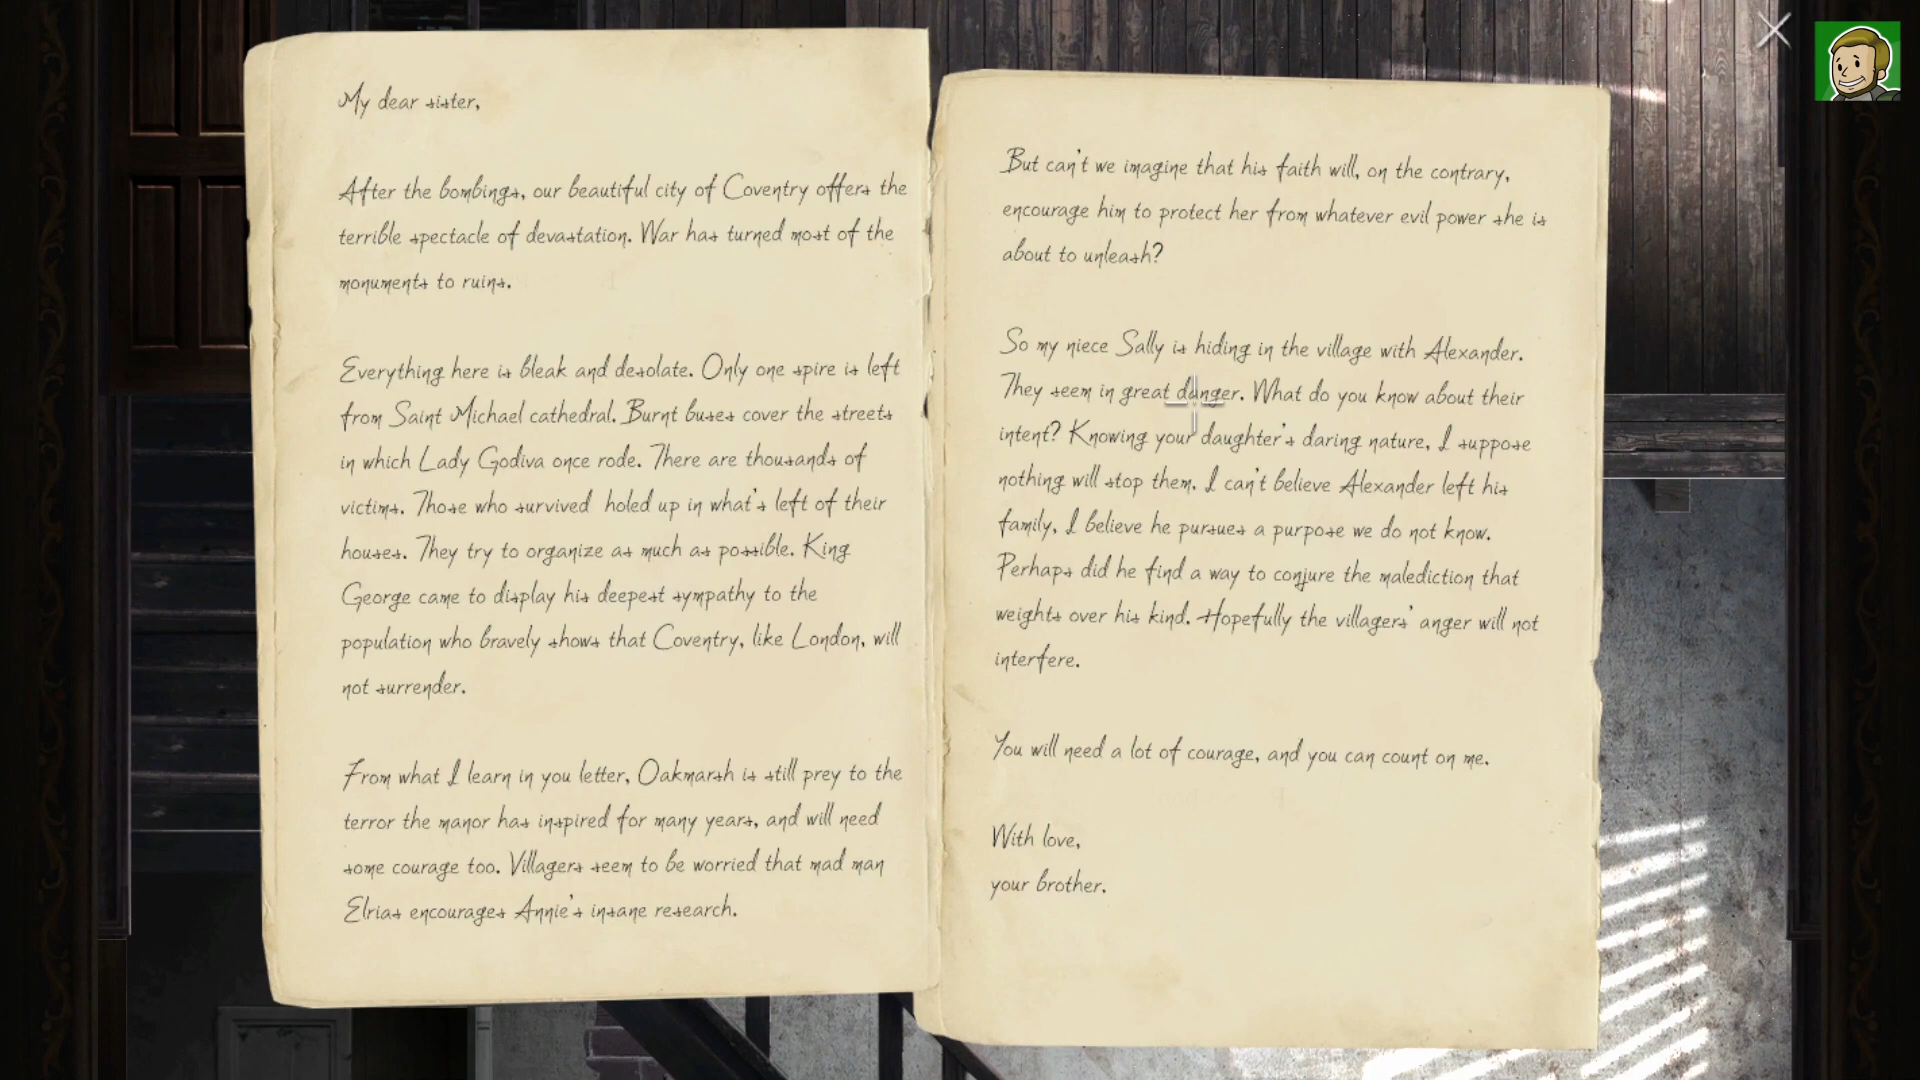 My dear sister,
After the bombings, our beautiful city of Coventry offers the
terrible spectacle of devastation. War has turned most of the
monuments to ruins.
Everything here is bleak and desolate. Only one spire is left
from Saint Michael cathedral. Burnt buses cover the streets
in which Lady Godiva once rode. There are thousands of
victims. Those who survived holed up in what's left of their
houses. They try to organize as much as possible. King
George came to display his deepest sympathy to the
population who bravely shows that Coventry, like London, will
not surrender.
From what I learn in you letter, Oakmarsh is still prey to the
terror the manor has inspired for many years, and will need
some courage too. Villagers seem to be worried that mad man
Elrias encourages Annie's insane research.
But can't we imagine that his faith will, on the contrary,
encourage him to protect her from whatever evil power she is
about to unleash?
So my niece Sally is hiding in the village with Alexander.
They seem in great danger. What do you know about their
intent? Knowing your daughter's daring nature, I suppose
nothing will stop them. I can't believe Alexander left his
family, I believe he pursues a purpose we do not know.
Perhaps did he find a way to conjure the malediction that
weights over his kind. Hopefully the villagers' anger will not
interfere.
You will need a lot of courage, and you can count on me.
With love,
your brother.